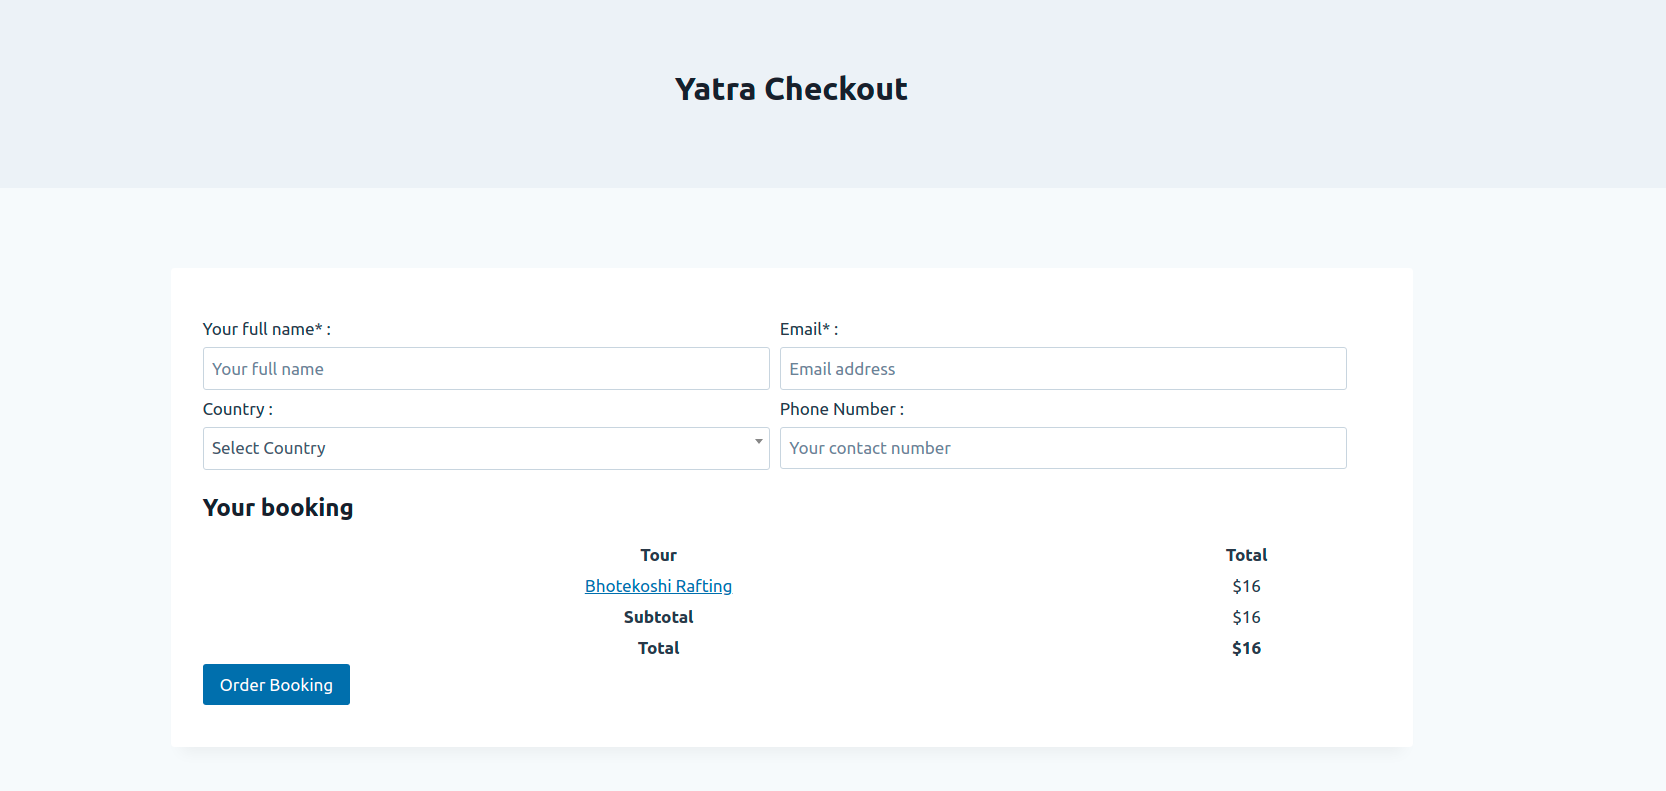 Yatra Checkout
Your full name* :
Email* :
Your full name
Email address
Country :
Phone Number :
Select Country
Your contact number
Your booking
Tour Total
Bhotekoshi Rafting $16
Subtotal $16
Total $16
Order Booking